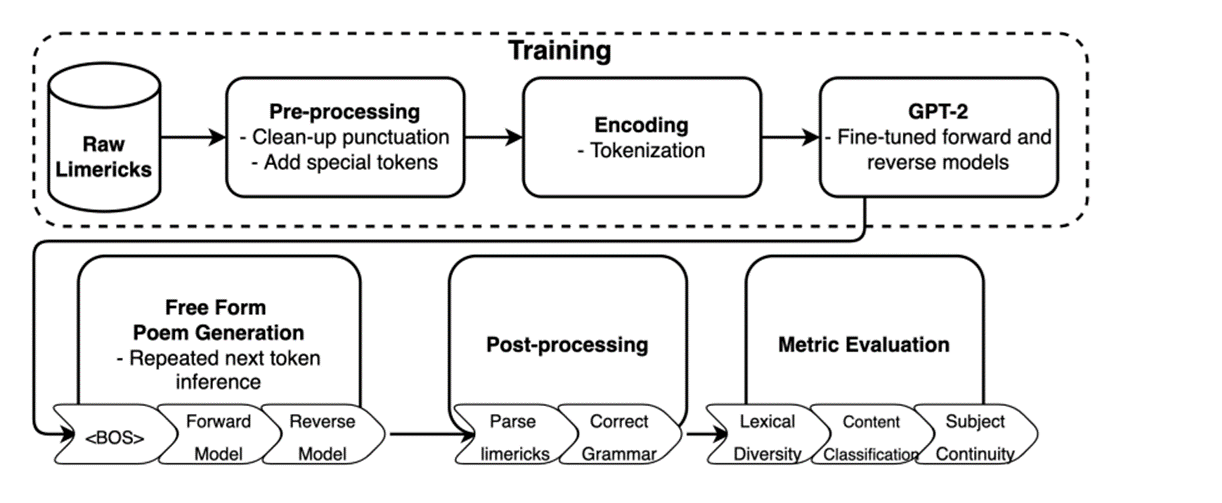 Training
Raw
Limericks
Pre-processing
- Clean-up punctuation
- Add special tokens
Encoding
- Tokenization
GPT-2
- Fine-tuned forward and
reverse models
Free Form
Poem Generation
- Repeated next token
inference
<BOS>
Forward
Model
Reverse
Model
Post-processing
Parse
limericks
Correct
Grammar
Metric Evaluation
Lexical
Diversity
Content
Classification
Subject
Continuity